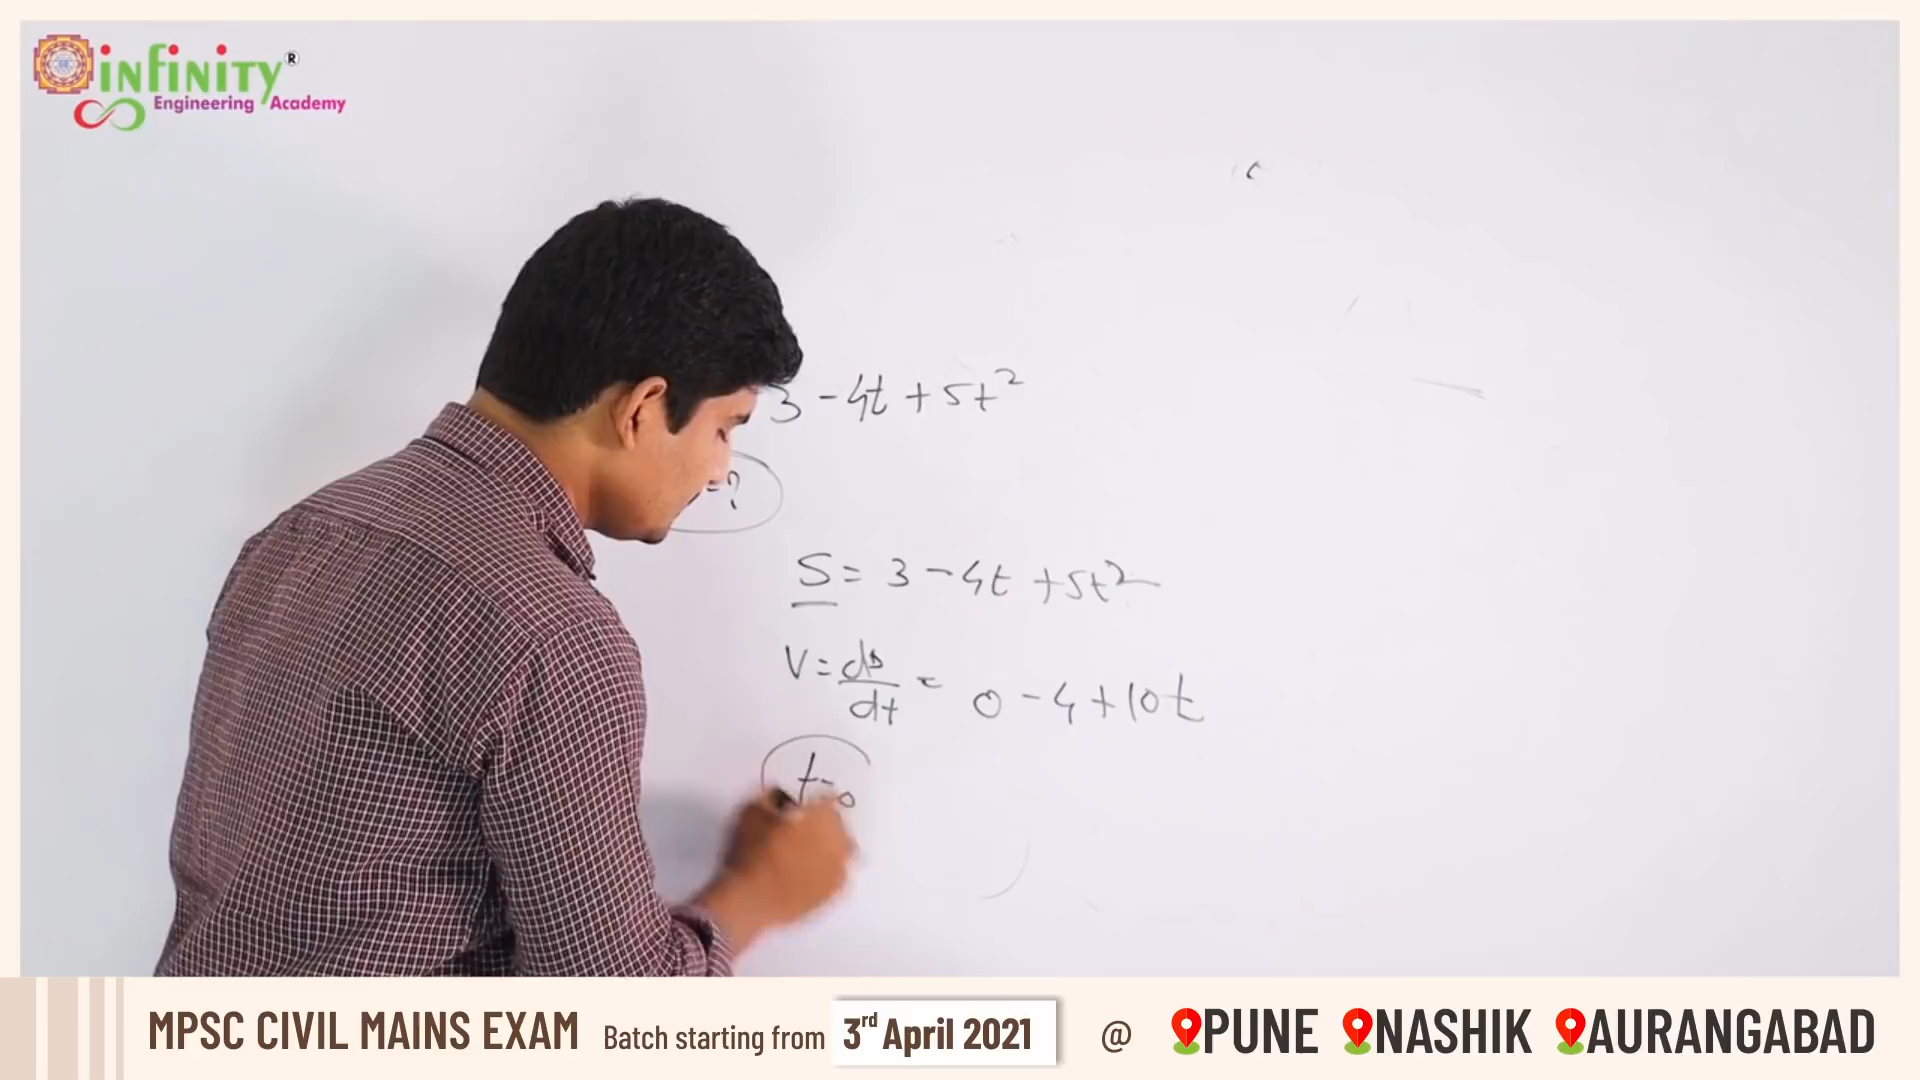 infinity®
Engineering Academy
3 - 4t + 5t²
= ?
S = 3 - 4t + 5t²
V = ds/dt = 0 - 4 + 10t
t = 0
MPSC CIVIL MAINS EXAM Batch starting from 3rd April 2021 @ PUNE NASHIK AURANGABAD